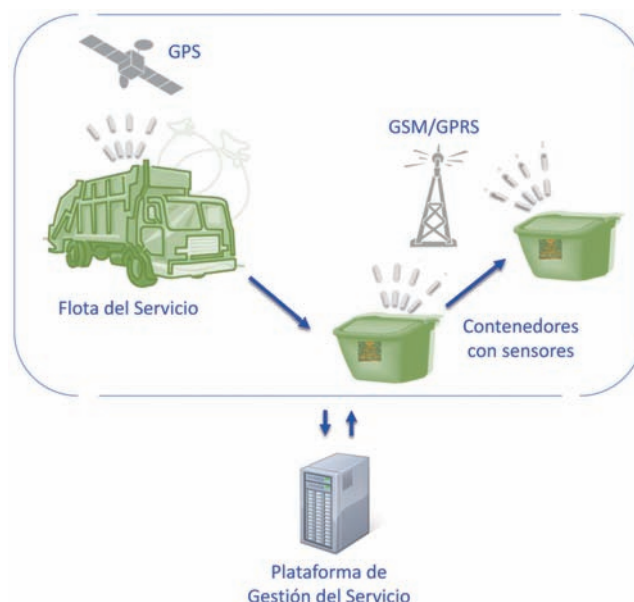 GPS
GSM/GPRS
Flota del Servicio
Contenedores
con sensores
Plataforma de
Gestión del Servicio